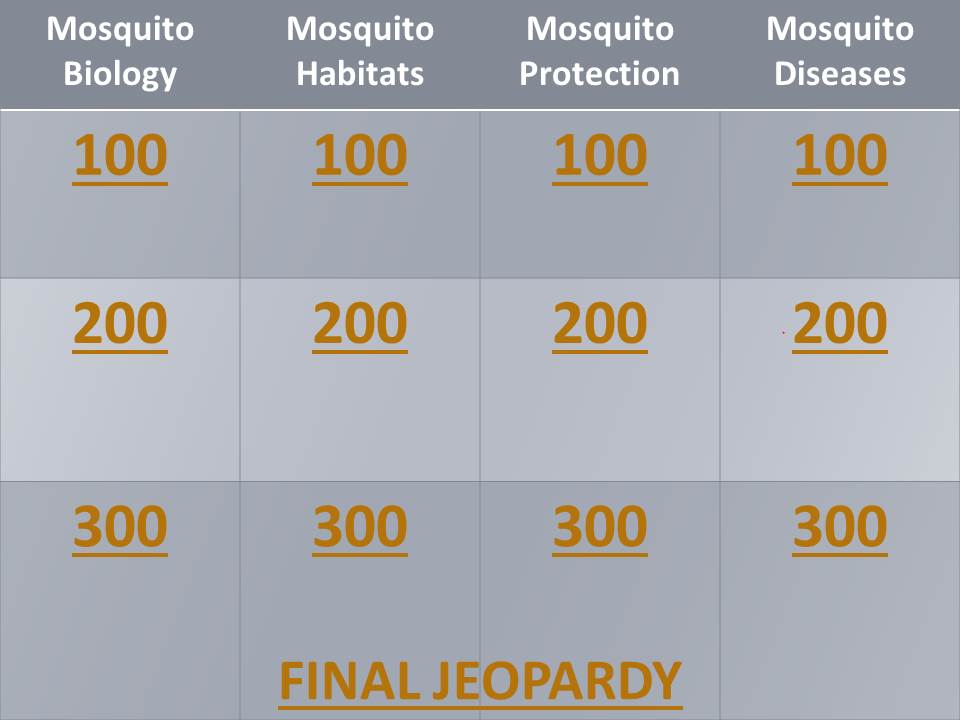 Mosquito Biology
Mosquito Habitats
Mosquito Protection
Mosquito Diseases
100 100 100 100
200 200 200 200
300 300 300 300
FINAL JEOPARDY